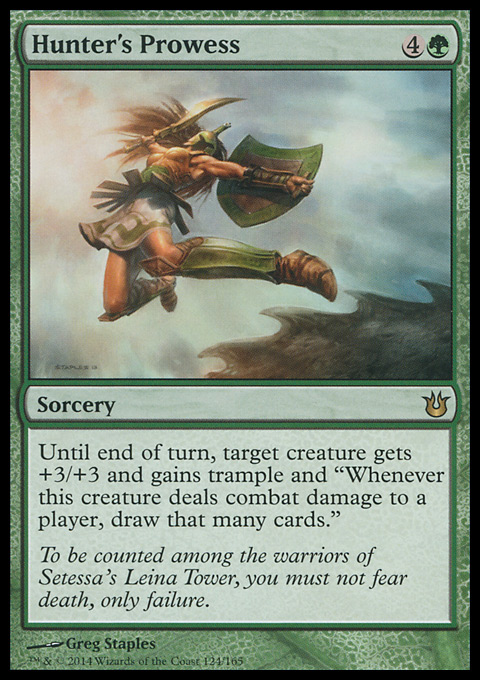 Hunter's Prowess 4
STAPLES 13
Sorcery
Until end of turn, target creature gets
+3/+3 and gains trample and “Whenever
this creature deals combat damage to a
player, draw that many cards.”
To be counted among the warriors of
Setessa's Leina Tower, you must not fear
death, only failure.
Greg Staples
™ & © 2014 Wizards of the Coast 124/165